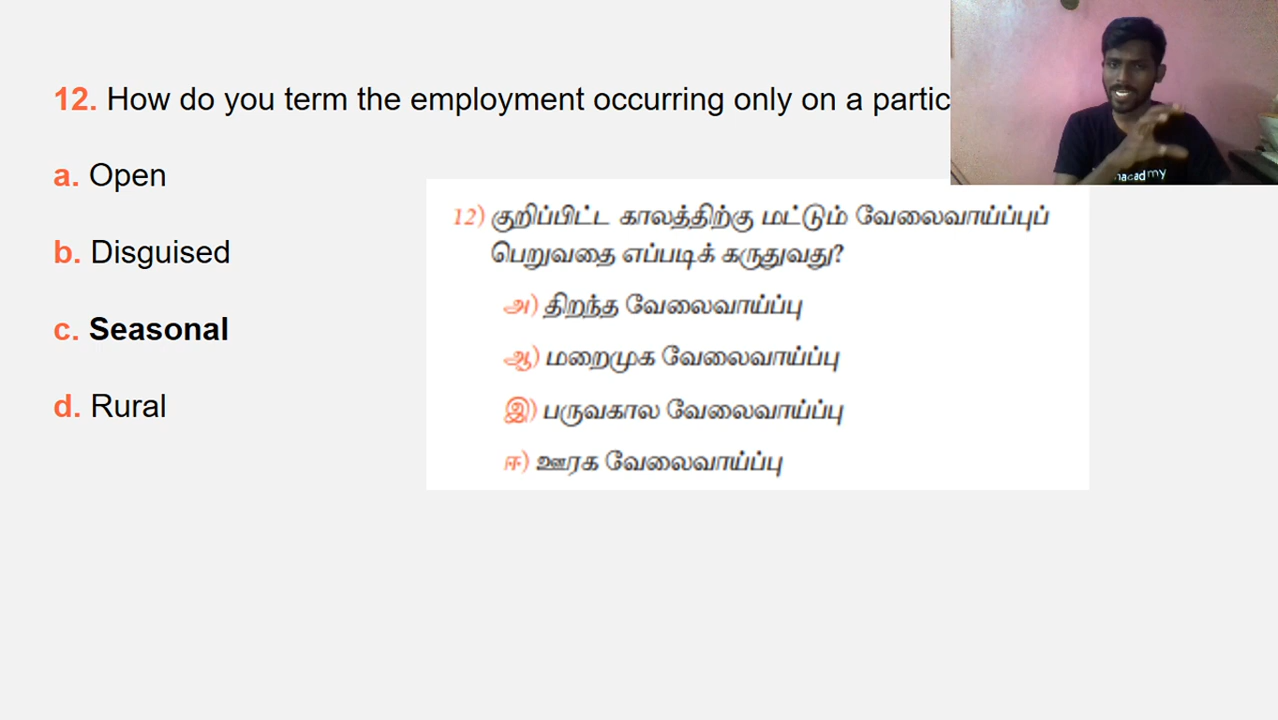 12. How do you term the employment occurring only on a partic
a. Open
b. Disguised
c. Seasonal
d. Rural
12) குறிப்பிட்ட காலத்திற்கு மட்டும் வேலைவாய்ப்புப்
பெறுவதை எப்படிக் கருதுவது?
அ) திறந்த வேலைவாய்ப்பு
ஆ) மறைமுக வேலைவாய்ப்பு
இ) பருவகால வேலைவாய்ப்பு
ஈ) ஊரக வேலைவாய்ப்பு